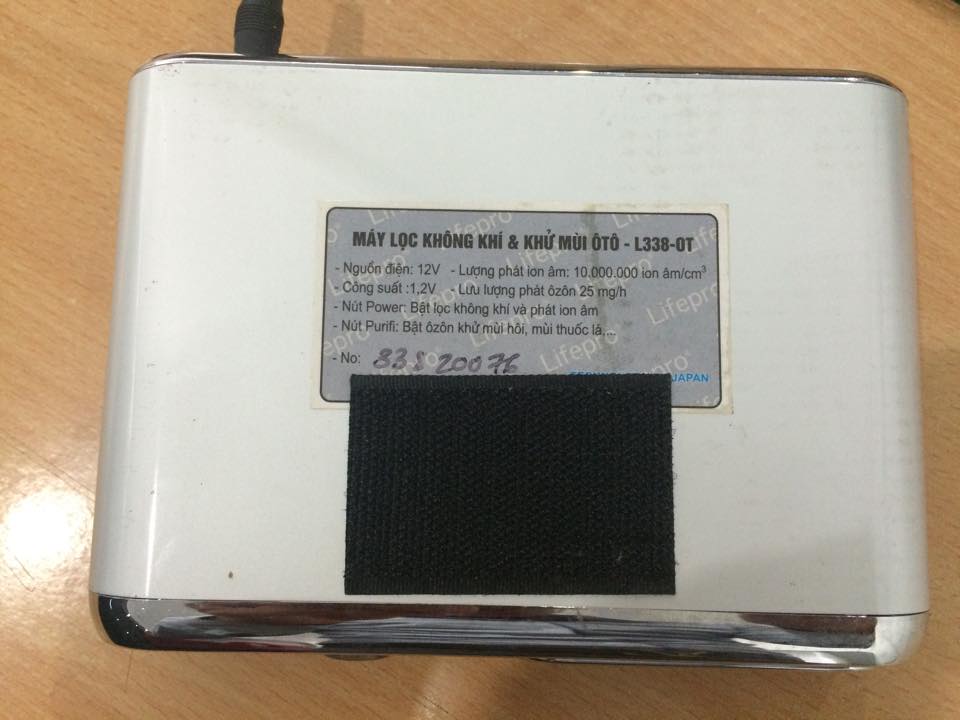 MÁY LỌC KHÔNG KHÍ & KHỬ MÙI ÔTÔ - L338-OT
- Nguồn điện: 12V - Lượng phát ion âm: 10.000.000 ion âm/cm³
- Công suất :1,2V - Lưu lượng phát ôzôn 25 mg/h
- Nút Power: Bật lọc không khí và phát ion âm
- Nút Purifi: Bật ôzôn khử mùi hôi, mùi thuốc lá,...
- No: 33820076
JAPAN
Lifepro®